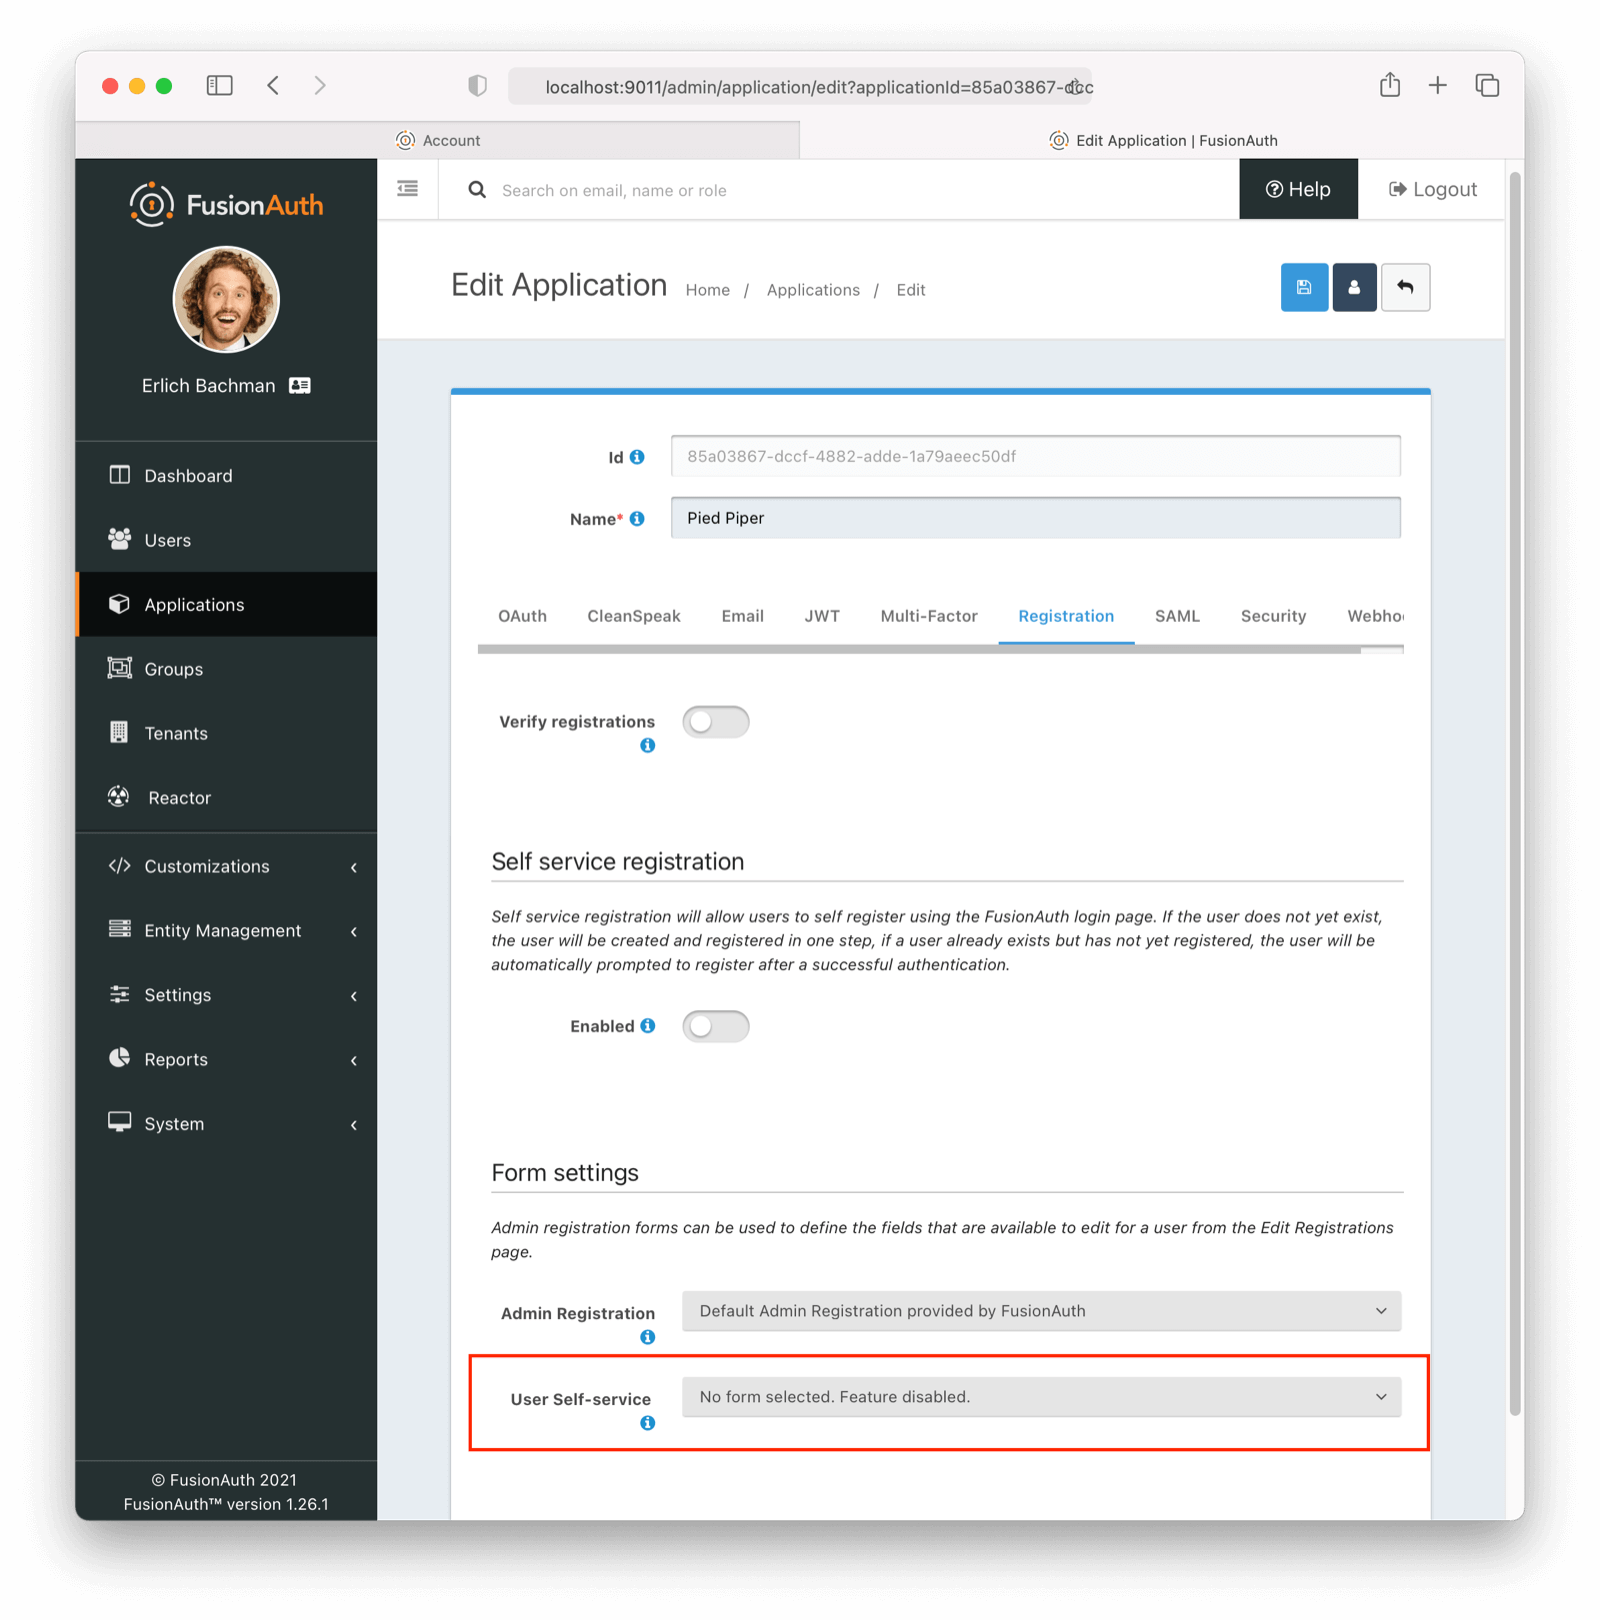 localhost:9011/admin/application/edit?applicationId=85a03867-dcc
Account
Edit Application | FusionAuth
FusionAuth
Search on email, name or role
Help
Logout
Erlich Bachman
Edit Application
Home / Applications / Edit
Dashboard
Users
Applications
Groups
Tenants
Reactor
Customizations
Entity Management
Settings
Reports
System
© FusionAuth 2021
FusionAuth™ version 1.26.1
Id
85a03867-dccf-4882-adde-1a79aeec50df
Name*
Pied Piper
OAuth CleanSpeak Email JWT Multi-Factor Registration SAML Security Webho
Verify registrations
Self service registration
Self service registration will allow users to self register using the FusionAuth login page. If the user does not yet exist,
the user will be created and registered in one step, if a user already exists but has not yet registered, the user will be
automatically prompted to register after a successful authentication.
Enabled
Form settings
Admin registration forms can be used to define the fields that are available to edit for a user from the Edit Registrations
page.
Admin Registration
Default Admin Registration provided by FusionAuth
User Self-service
No form selected. Feature disabled.